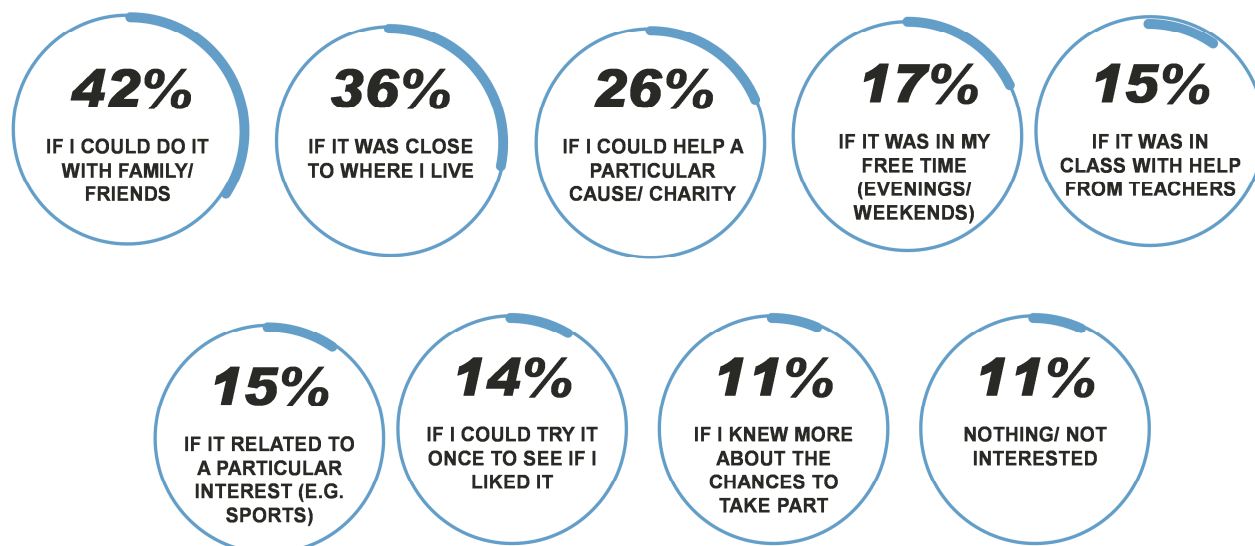 42%
IF I COULD DO IT
WITH FAMILY/
FRIENDS
36%
IF IT WAS CLOSE
TO WHERE I LIVE
26%
IF I COULD HELP A
PARTICULAR
CAUSE/ CHARITY
17%
IF IT WAS IN MY
FREE TIME
(EVENINGS/
WEEKENDS)
15%
IF IT WAS IN
CLASS WITH HELP
FROM TEACHERS
15%
IF IT RELATED TO
A PARTICULAR
INTEREST (E.G.
SPORTS)
14%
IF I COULD TRY IT
ONCE TO SEE IF I
LIKED IT
11%
IF I KNEW MORE
ABOUT THE
CHANCES TO
TAKE PART
11%
NOTHING/ NOT
INTERESTED